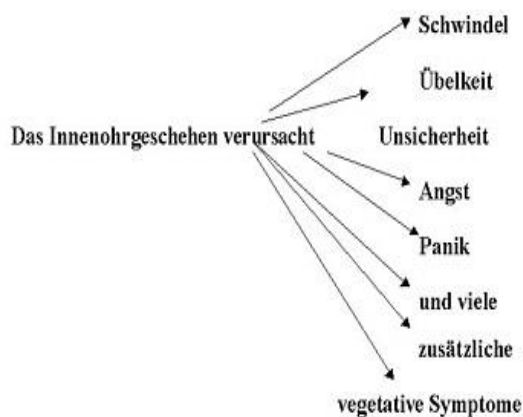 Schwindel
Übelkeit
Das Innenohrgeschehen verursacht Unsicherheit
Angst
Panik
und viele
zusätzliche
vegetative Symptome